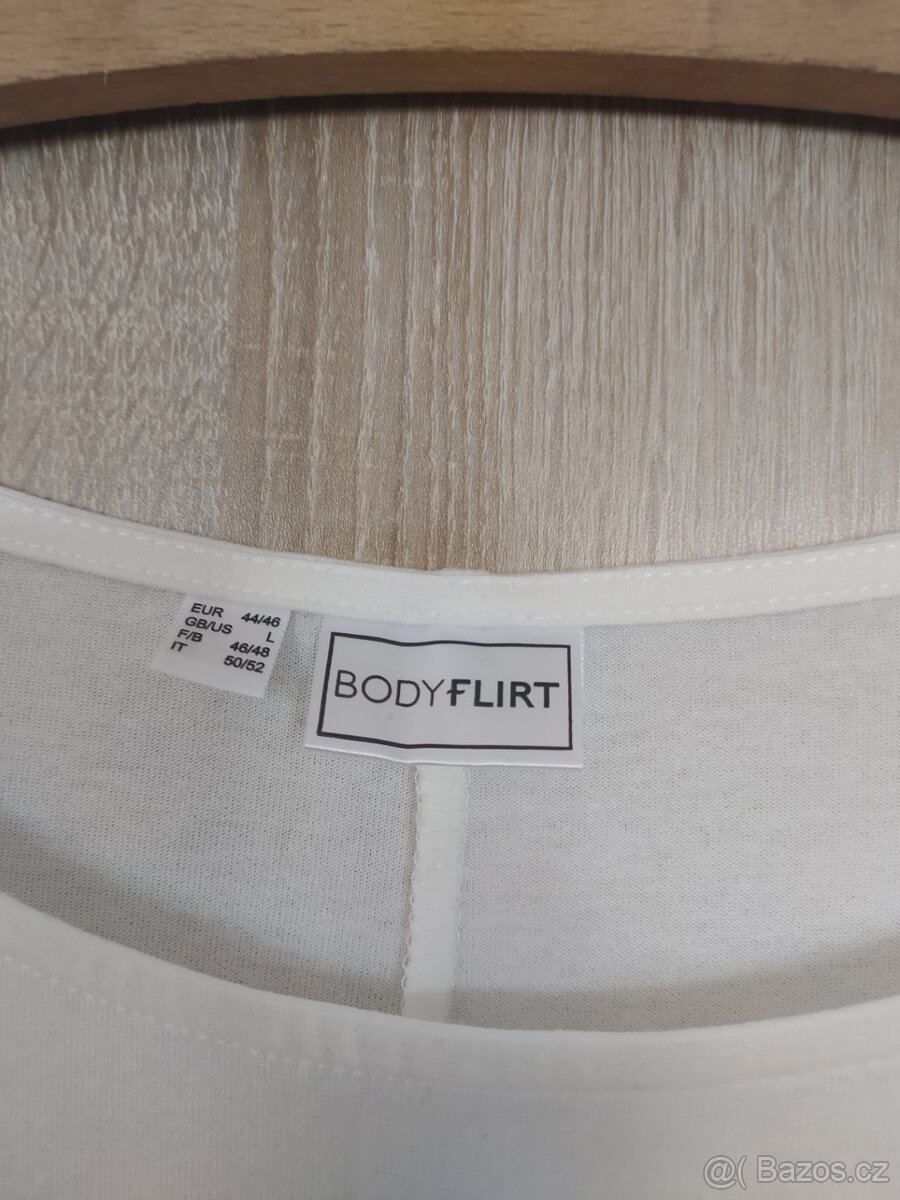 EUR 44/46
GB/US L
F/B 46/48
IT 50/52
BODYFLIRT
@( Bazos.cz